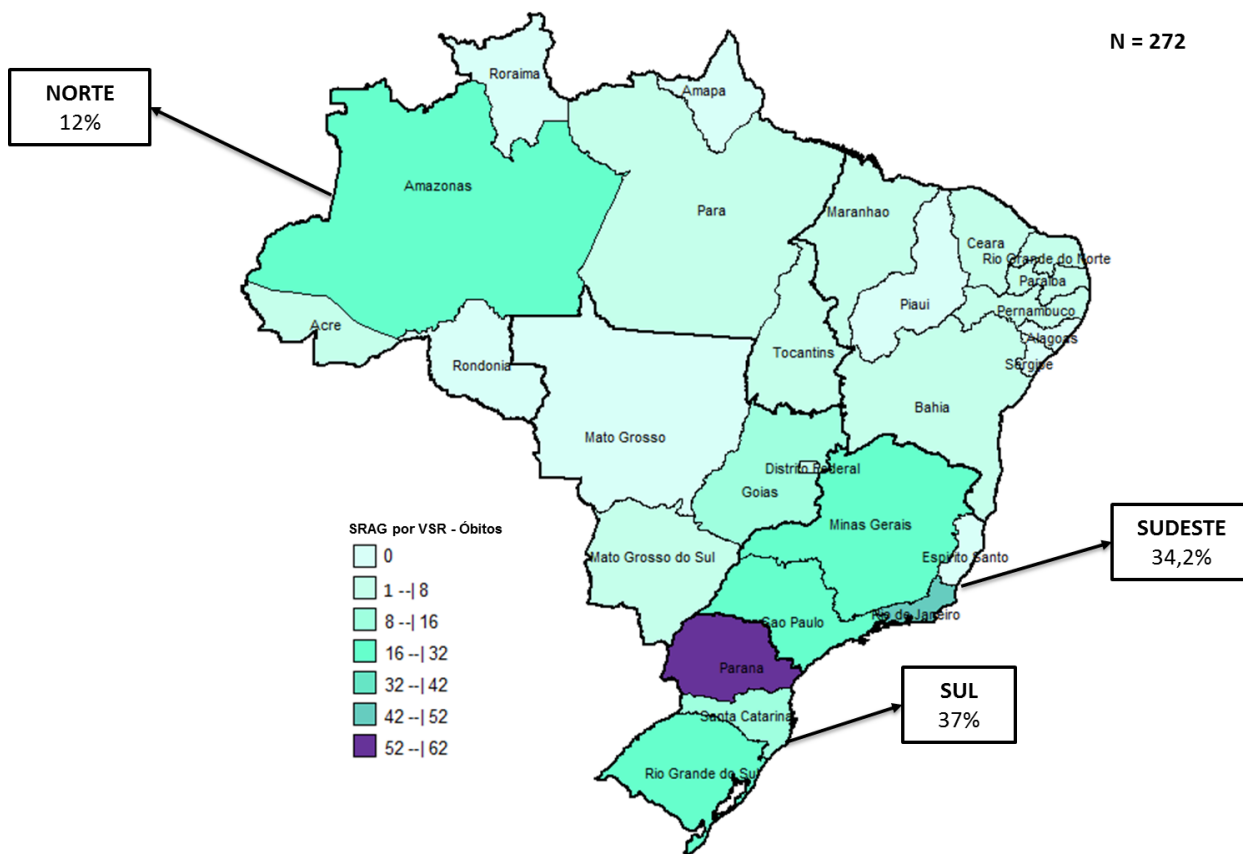 N = 272
NORTE
12%
Roraima
Amapa
Amazonas
Para
Maranhao
Ceara
Rio Grande do Norte
Paraiba
Piaui
Pernambuco
Acre
Alagoas
Rondonia
Tocantins
Sergipe
Bahia
Mato Grosso
Distrito Federal
Goias
Minas Gerais
SRAG por VSR - Óbitos
0
1 --| 8
8 --| 16
16 --| 32
32 --| 42
42 --| 52
52 --| 62
Mato Grosso do Sul
Espirito Santo
SUDESTE
34,2%
Rio de Janeiro
Sao Paulo
Parana
SUL
37%
Santa Catarina
Rio Grande do Sul